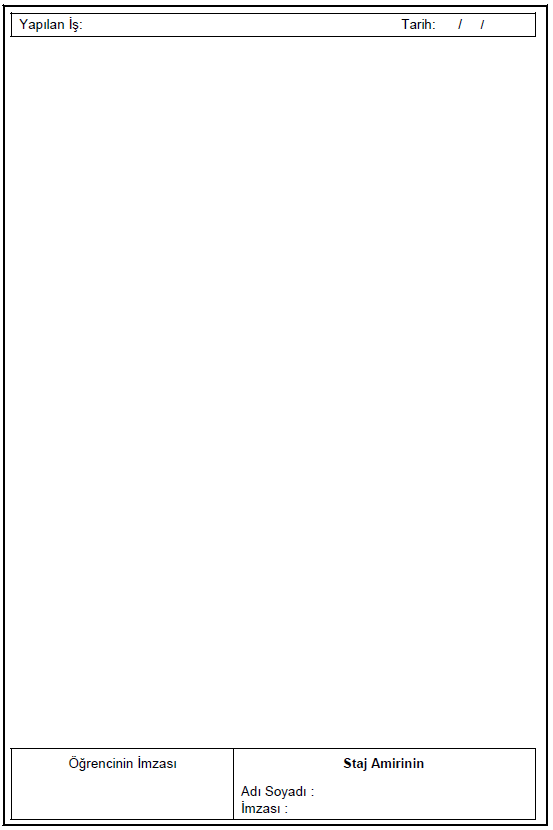 Yapılan İş: Tarih: / /
Öğrencinin İmzası
Staj Amirinin
Adı Soyadı :
İmzası :